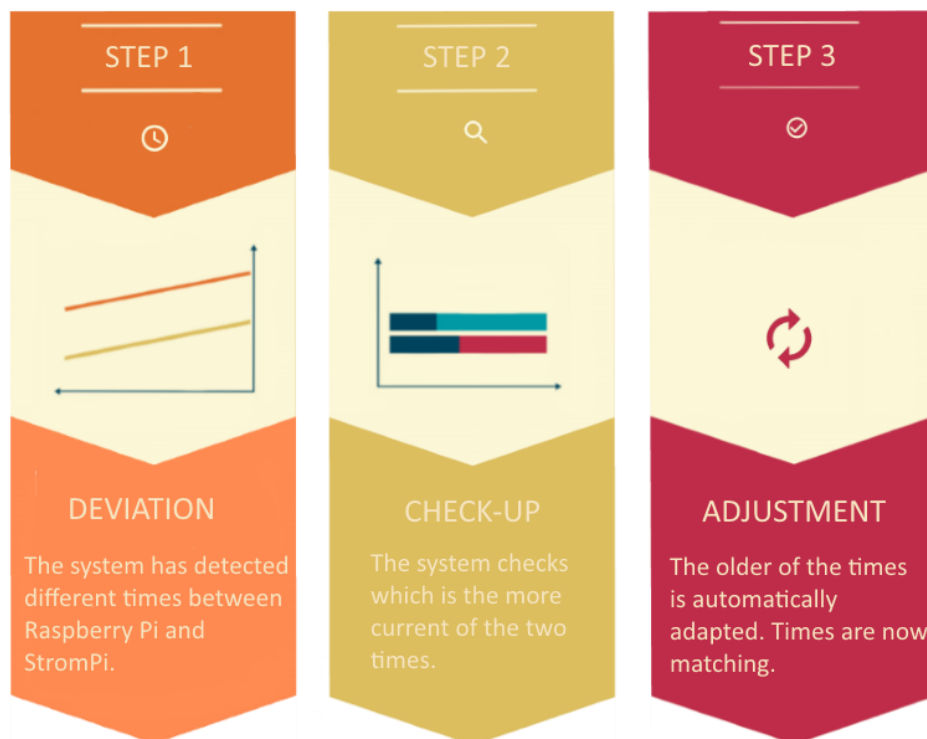 STEP 1
DEVIATION
The system has detected
different times between
Raspberry Pi and
StromPi.
STEP 2
CHECK-UP
The system checks
which is the more
current of the two
times.
STEP 3
ADJUSTMENT
The older of the times
is automatically
adapted. Times are now
matching.